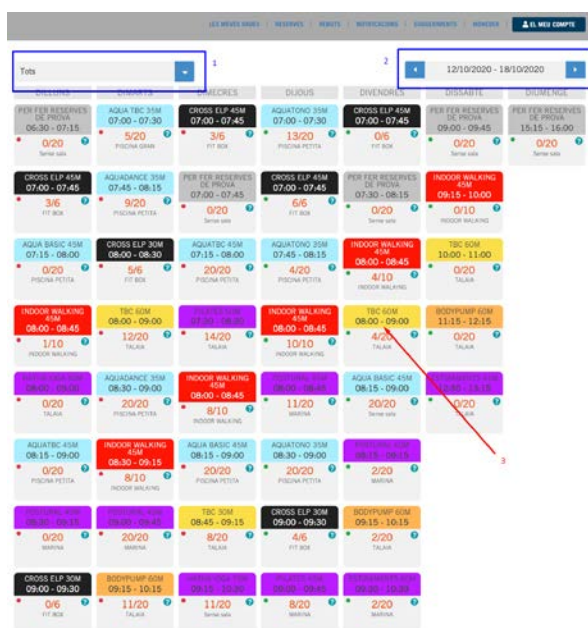 LES MEVES DADES | RESERVES | REBUTS | NOTIFICACIONS | SUGGERIMENTS | MONEDER | EL MEU COMPTE
1
2
Tots
12/10/2020 - 18/10/2020
DILLUNS DIMARTS DIMECRES DIJOUS DIVENDRES DISSABTE DIUMENGE
PER FER RESERVES DE PROVA
06:30 - 07:15
0/20
Sense sala
AQUA TBC 35M
07:00 - 07:30
5/20
PISCINA GRAN
CROSS ELP 45M
07:00 - 07:45
3/6
FIT BOX
AQUATONO 35M
07:00 - 07:30
13/20
PISCINA PETITA
CROSS ELP 45M
07:00 - 07:45
0/6
FIT BOX
PER FER RESERVES DE PROVA
09:00 - 09:45
0/20
Sense sala
PER FER RESERVES DE PROVA
15:15 - 16:00
0/20
Sense sala
CROSS ELP 45M
07:00 - 07:45
3/6
FIT BOX
AQUADANCE 35M
07:45 - 08:15
9/20
PISCINA PETITA
PER FER RESERVES DE PROVA
07:00 - 07:45
0/20
Sense sala
CROSS ELP 45M
07:00 - 07:45
6/6
FIT BOX
PER FER RESERVES DE PROVA
07:30 - 08:15
0/20
Sense sala
INDOOR WALKING 45M
09:15 - 10:00
0/10
INDOOR WALKING
AQUA BASIC 45M
07:15 - 08:00
0/20
PISCINA PETITA
CROSS ELP 30M
08:00 - 08:30
5/6
FIT BOX
AQUATBC 45M
07:15 - 08:00
20/20
PISCINA PETITA
AQUATONO 35M
07:45 - 08:15
4/20
PISCINA PETITA
INDOOR WALKING 45M
08:00 - 08:45
4/10
INDOOR WALKING
TBC 60M
10:00 - 11:00
0/20
TALAIA
INDOOR WALKING 45M
08:00 - 08:45
1/10
INDOOR WALKING
TBC 60M
08:00 - 09:00
12/20
TALAIA
14/20
TALAIA
INDOOR WALKING 45M
08:00 - 08:45
10/10
INDOOR WALKING
TBC 60M
08:00 - 09:00
4/20
TALAIA
BODYPUMP 60M
11:15 - 12:15
0/20
TALAIA
0/20
TALAIA
AQUADANCE 35M
08:30 - 09:00
20/20
PISCINA PETITA
INDOOR WALKING 45M
08:00 - 08:45
8/10
INDOOR WALKING
11/20
MARINA
AQUA BASIC 45M
08:15 - 09:00
20/20
Sense sala
0/20
TALAIA
3
AQUATBC 45M
08:15 - 09:00
0/20
PISCINA PETITA
INDOOR WALKING 45M
08:30 - 09:15
8/10
INDOOR WALKING
AQUA BASIC 45M
08:15 - 09:00
20/20
PISCINA PETITA
AQUATONO 35M
08:30 - 09:00
20/20
PISCINA PETITA
2/20
MARINA
0/20
MARINA
20/20
MARINA
TBC 30M
08:45 - 09:15
8/20
TALAIA
CROSS ELP 30M
09:00 - 09:30
4/6
FIT BOX
BODYPUMP 60M
09:15 - 10:15
2/20
TALAIA
CROSS ELP 30M
09:00 - 09:30
0/6
FIT BOX
BODYPUMP 60M
09:15 - 10:15
11/20
TALAIA
11/20
Sense sala
8/20
MARINA
2/20
MARINA